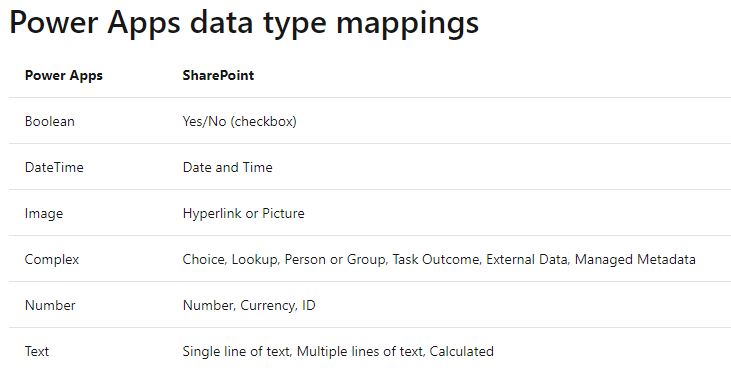 Power Apps data type mappings
Power Apps SharePoint
Boolean Yes/No (checkbox)
DateTime Date and Time
Image Hyperlink or Picture
Complex Choice, Lookup, Person or Group, Task Outcome, External Data, Managed Metadata
Number Number, Currency, ID
Text Single line of text, Multiple lines of text, Calculated